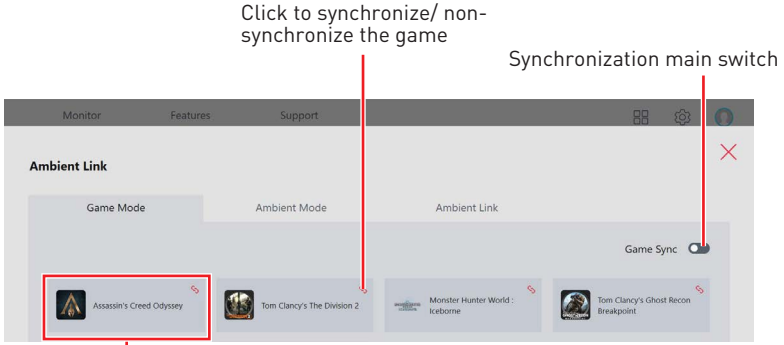 Click to synchronize/ non-
synchronize the game
Synchronization main switch
Monitor Features Support
Ambient Link
Game Mode Ambient Mode Ambient Link
Game Sync
Assassin's Creed Odyssey Tom Clancy's The Division 2 Monster Hunter World : Tom Clancy's Ghost Recon
Iceborne Breakpoint